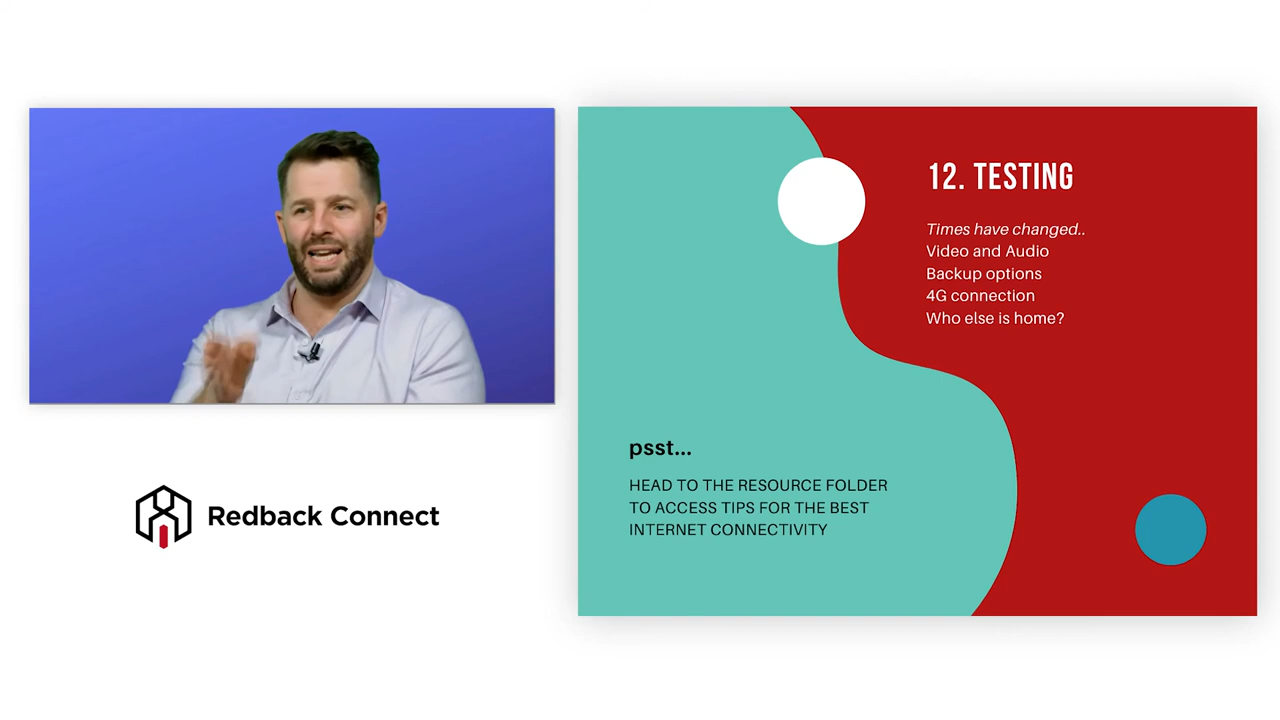 Redback Connect
12. TESTING
Times have changed..
Video and Audio
Backup options
4G connection
Who else is home?
psst...
HEAD TO THE RESOURCE FOLDER
TO ACCESS TIPS FOR THE BEST
INTERNET CONNECTIVITY